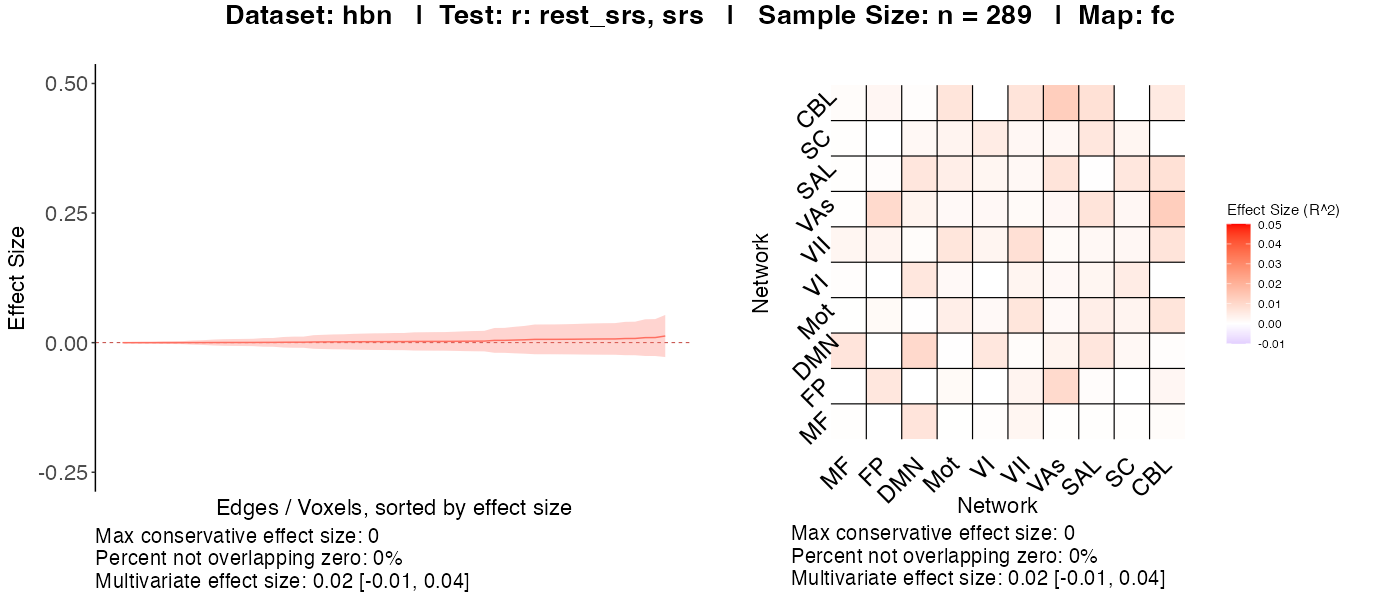 Dataset: hbn | Test: r: rest_srs, srs | Sample Size: n = 289 | Map: fc
0.50
0.25
0.00
-0.25
Effect Size
Edges / Voxels, sorted by effect size
Max conservative effect size: 0
Percent not overlapping zero: 0%
Multivariate effect size: 0.02 [-0.01, 0.04]
Network
CBL
SC
SAL
VAs
VII
VI
Mot
DMN
FP
MF
MF FP DMN Mot VI VII VAs SAL SC CBL
Network
Max conservative effect size: 0
Percent not overlapping zero: 0%
Multivariate effect size: 0.02 [-0.01, 0.04]
Effect Size (R^2)
0.05
0.04
0.03
0.02
0.01
0.00
-0.01